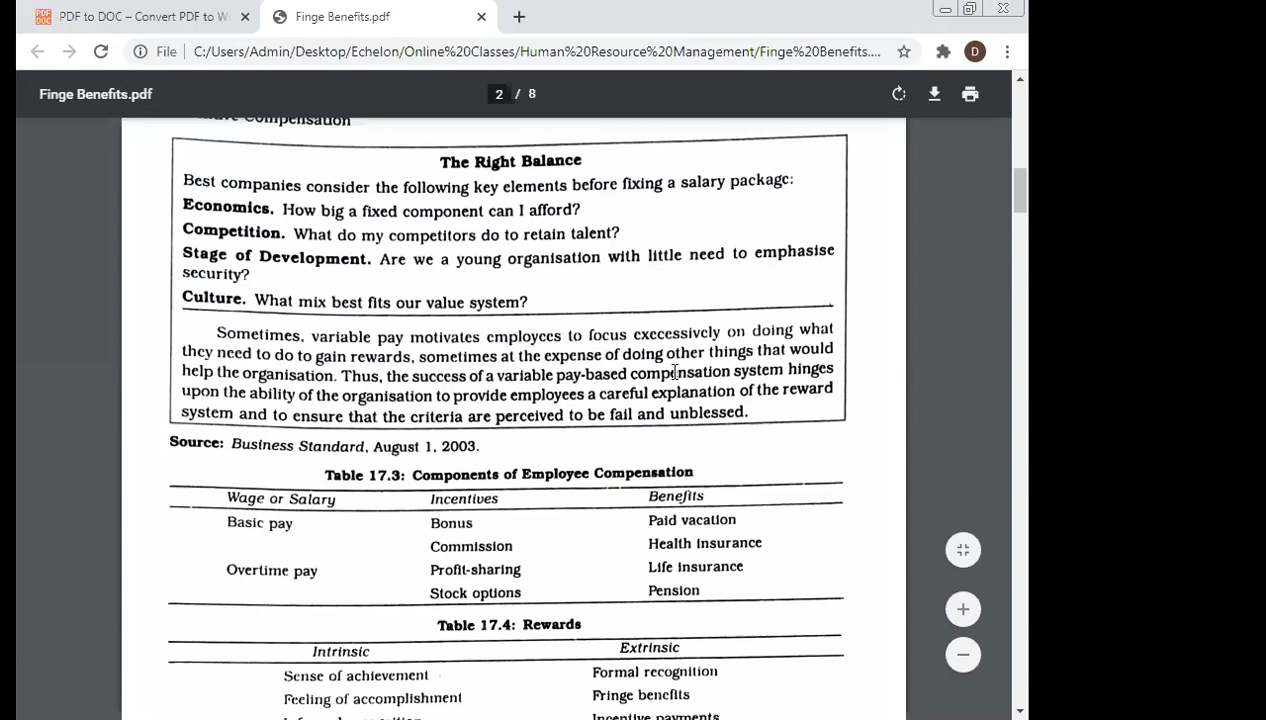 PDF to DOC – Convert PDF to W
Finge Benefits.pdf
File
C:/Users/Admin/Desktop/Echelon/Online%20Classes/Human%20Resource%20Management/Finge%20Benefits....
D
Finge Benefits.pdf
2 / 8
Compensation
The Right Balance
Best companies consider the following key elements before fixing a salary package:
Economics. How big a fixed component can I afford?
Competition. What do my competitors do to retain talent?
Stage of Development. Are we a young organisation with little need to emphasise
security?
Culture. What mix best fits our value system?
Sometimes, variable pay motivates employees to focus excecessively on doing what
they need to do to gain rewards, sometimes at the expense of doing other things that would
help the organisation. Thus, the success of a variable pay-based compensation system hinges
upon the ability of the organisation to provide employees a careful explanation of the reward
system and to ensure that the criteria are perceived to be fail and unblessed.
Source: Business Standard, August 1, 2003.
Table 17.3: Components of Employee Compensation
Wage or Salary Incentives Benefits
Basic pay Bonus Paid vacation
Commission Health insurance
Overtime pay Profit-sharing Life insurance
Stock options Pension
Table 17.4: Rewards
Intrinsic Extrinsic
Sense of achievement Formal recognition
Feeling of accomplishment Fringe benefits
Incentive payments